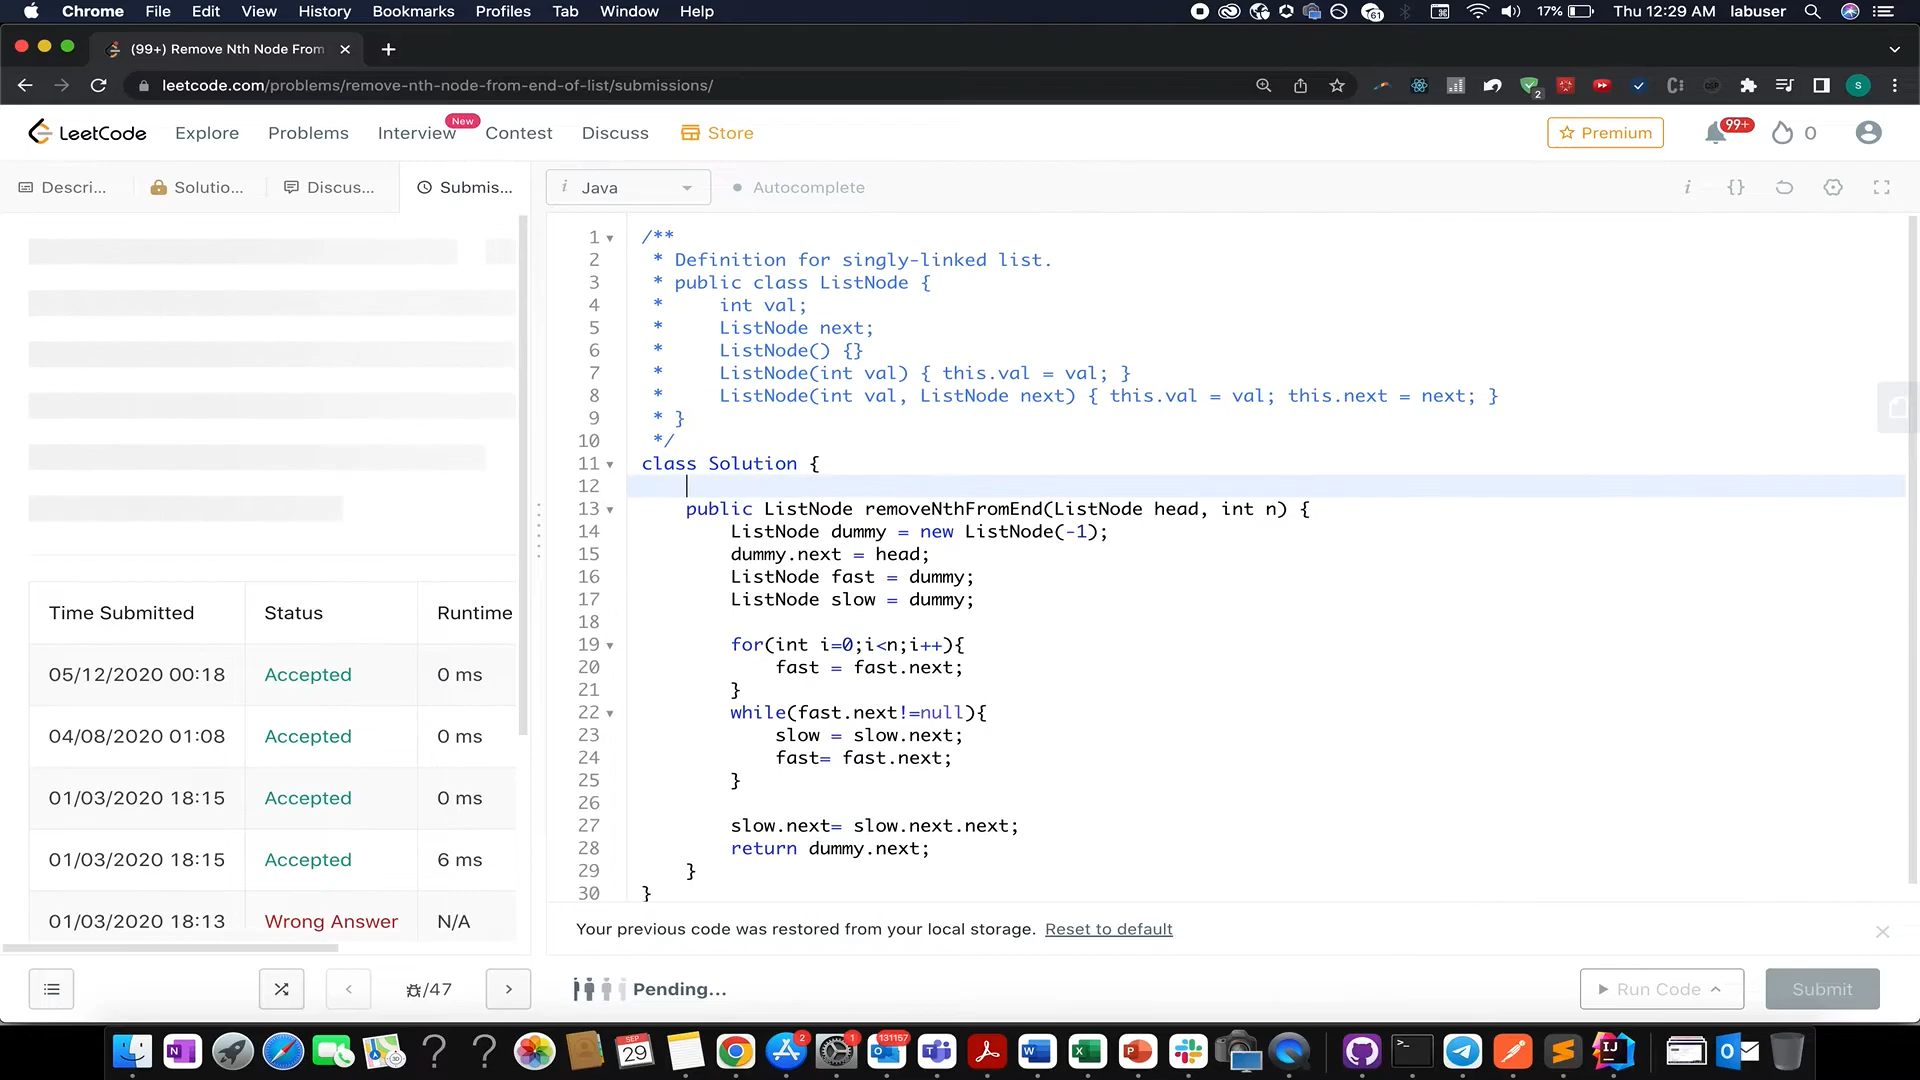 Chrome File Edit View History Bookmarks Profiles Tab Window Help 61 17% Thu 12:29 AM labuser
(99+) Remove Nth Node From
leetcode.com/problems/remove-nth-node-from-end-of-list/submissions/
2
S
LeetCode Explore Problems Interview New Contest Discuss Store Premium 99+ 0
Descri... Solutio... Discus... Submis... i Java Autocomplete i {}
1 /**
2 * Definition for singly-linked list.
3 * public class ListNode {
4 * int val;
5 * ListNode next;
6 * ListNode() {}
7 * ListNode(int val) { this.val = val; }
8 * ListNode(int val, ListNode next) { this.val = val; this.next = next; }
9 * }
10 */
11 class Solution {
12
13 public ListNode removeNthFromEnd(ListNode head, int n) {
14 ListNode dummy = new ListNode(-1);
15 dummy.next = head;
16 ListNode fast = dummy;
17 ListNode slow = dummy;
18
19 for(int i=0;i<n;i++){
20 fast = fast.next;
21 }
22 while(fast.next!=null){
23 slow = slow.next;
24 fast= fast.next;
25 }
26
27 slow.next= slow.next.next;
28 return dummy.next;
29 }
30 }
Time Submitted Status Runtime
05/12/2020 00:18 Accepted 0 ms
04/08/2020 01:08 Accepted 0 ms
01/03/2020 18:15 Accepted 0 ms
01/03/2020 18:15 Accepted 6 ms
01/03/2020 18:13 Wrong Answer N/A
Your previous code was restored from your local storage. Reset to default
/47
Pending...
Run Code
Submit
N ? ? SEP 29 2 1 131157 W X P >_ IJ O